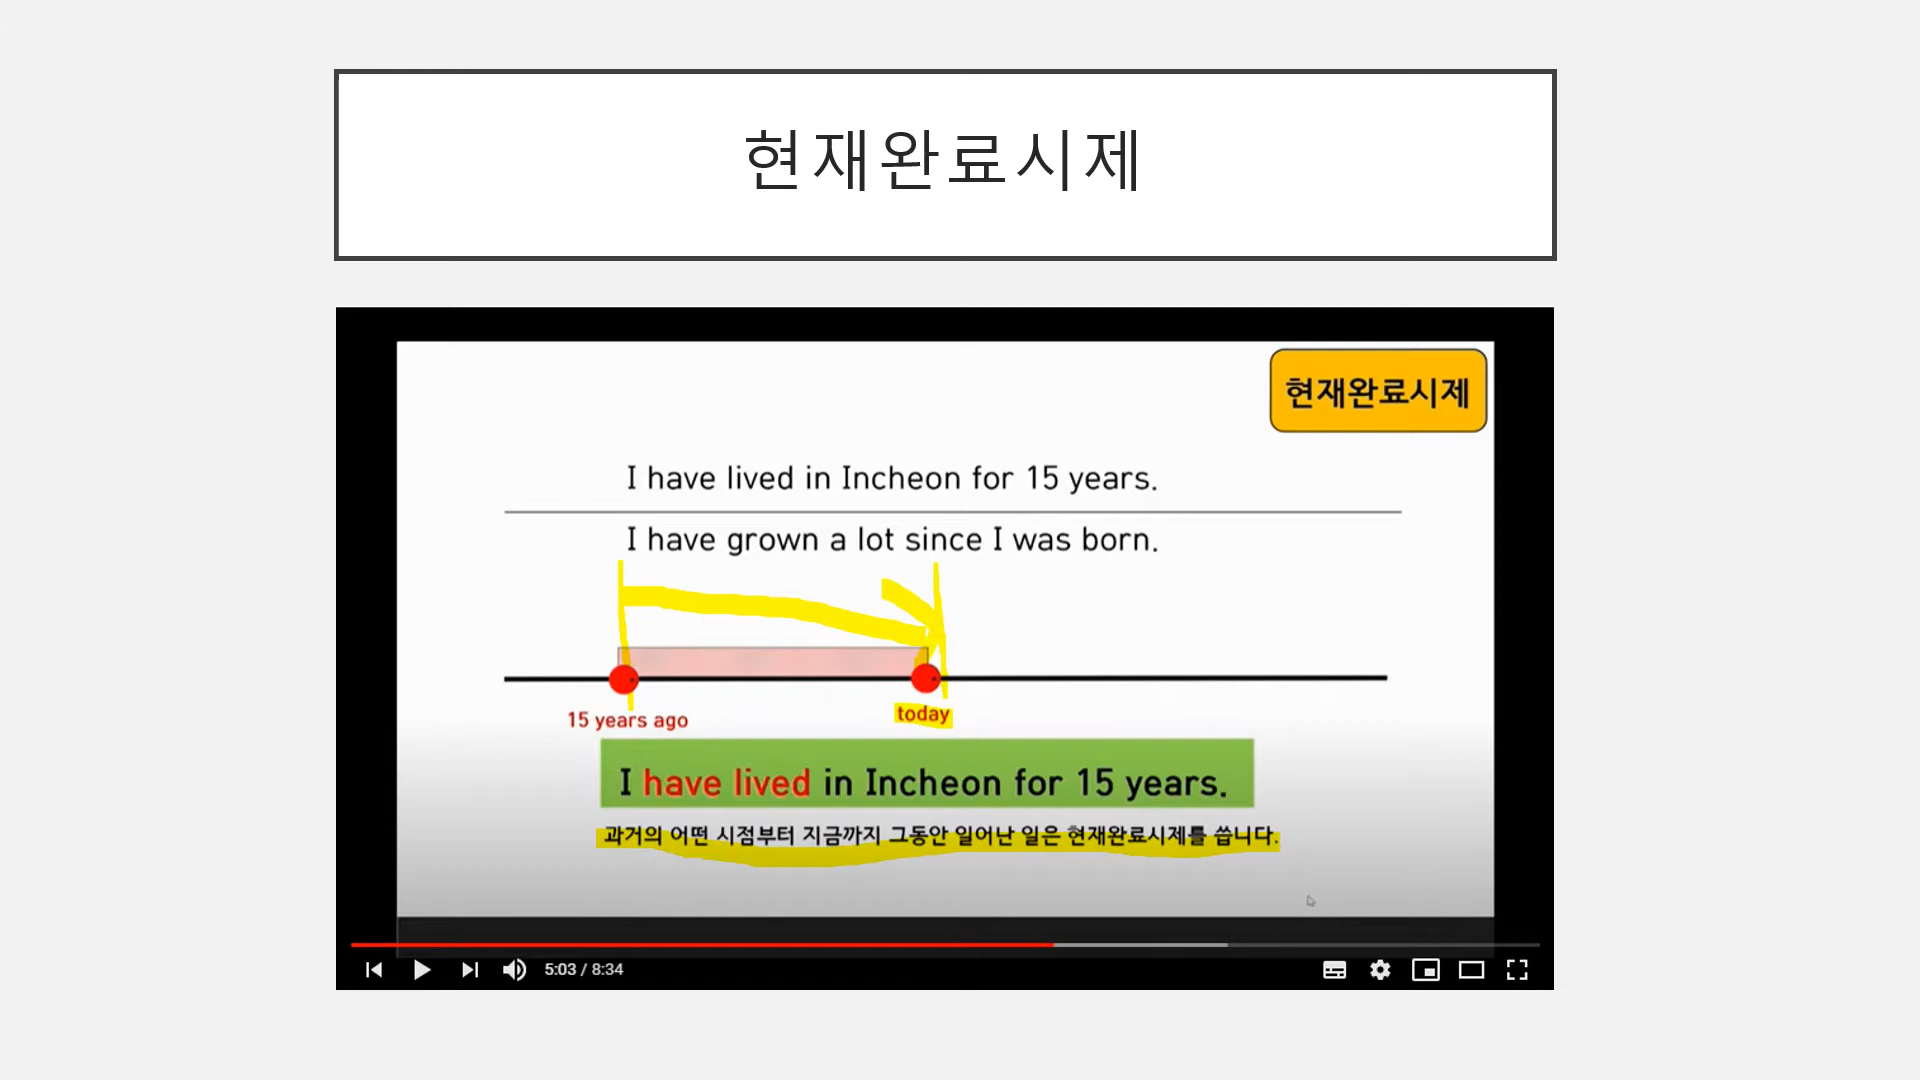 현재완료시제
현재완료시제
I have lived in Incheon for 15 years.
I have grown a lot since I was born.
15 years ago
today
I have lived in Incheon for 15 years.
과거의 어떤 시점부터 지금까지 그동안 일어난 일은 현재완료시제를 씁니다.
5:03 / 8:34